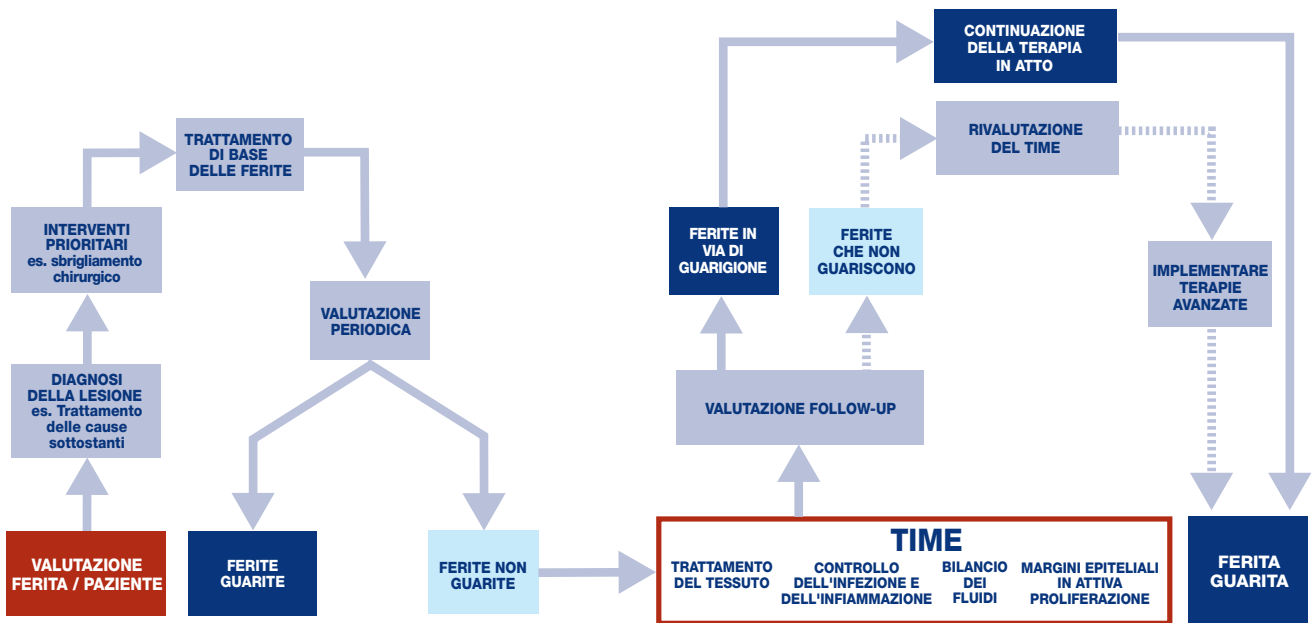 CONTINUAZIONE
DELLA TERAPIA
IN ATTO
TRATTAMENTO
DI BASE
DELLE FERITE
RIVALUTAZIONE
DEL TIME
INTERVENTI
PRIORITARI
es. sbrigliamento
chirurgico
FERITE IN
VIA DI
GUARIGIONE
FERITE
CHE NON
GUARISCONO
IMPLEMENTARE
TERAPIE
AVANZATE
VALUTAZIONE
PERIODICA
DIAGNOSI
DELLA LESIONE
es. Trattamento
delle cause
sottostanti
VALUTAZIONE FOLLOW-UP
VALUTAZIONE
FERITA / PAZIENTE
FERITE
GUARITE
FERITE NON
GUARITE
TIME
TRATTAMENTO
DEL TESSUTO
CONTROLLO
DELL'INFEZIONE E
DELL'INFIAMMAZIONE
BILANCIO
DEI
FLUIDI
MARGINI EPITELIALI
IN ATTIVA
PROLIFERAZIONE
FERITA
GUARITA